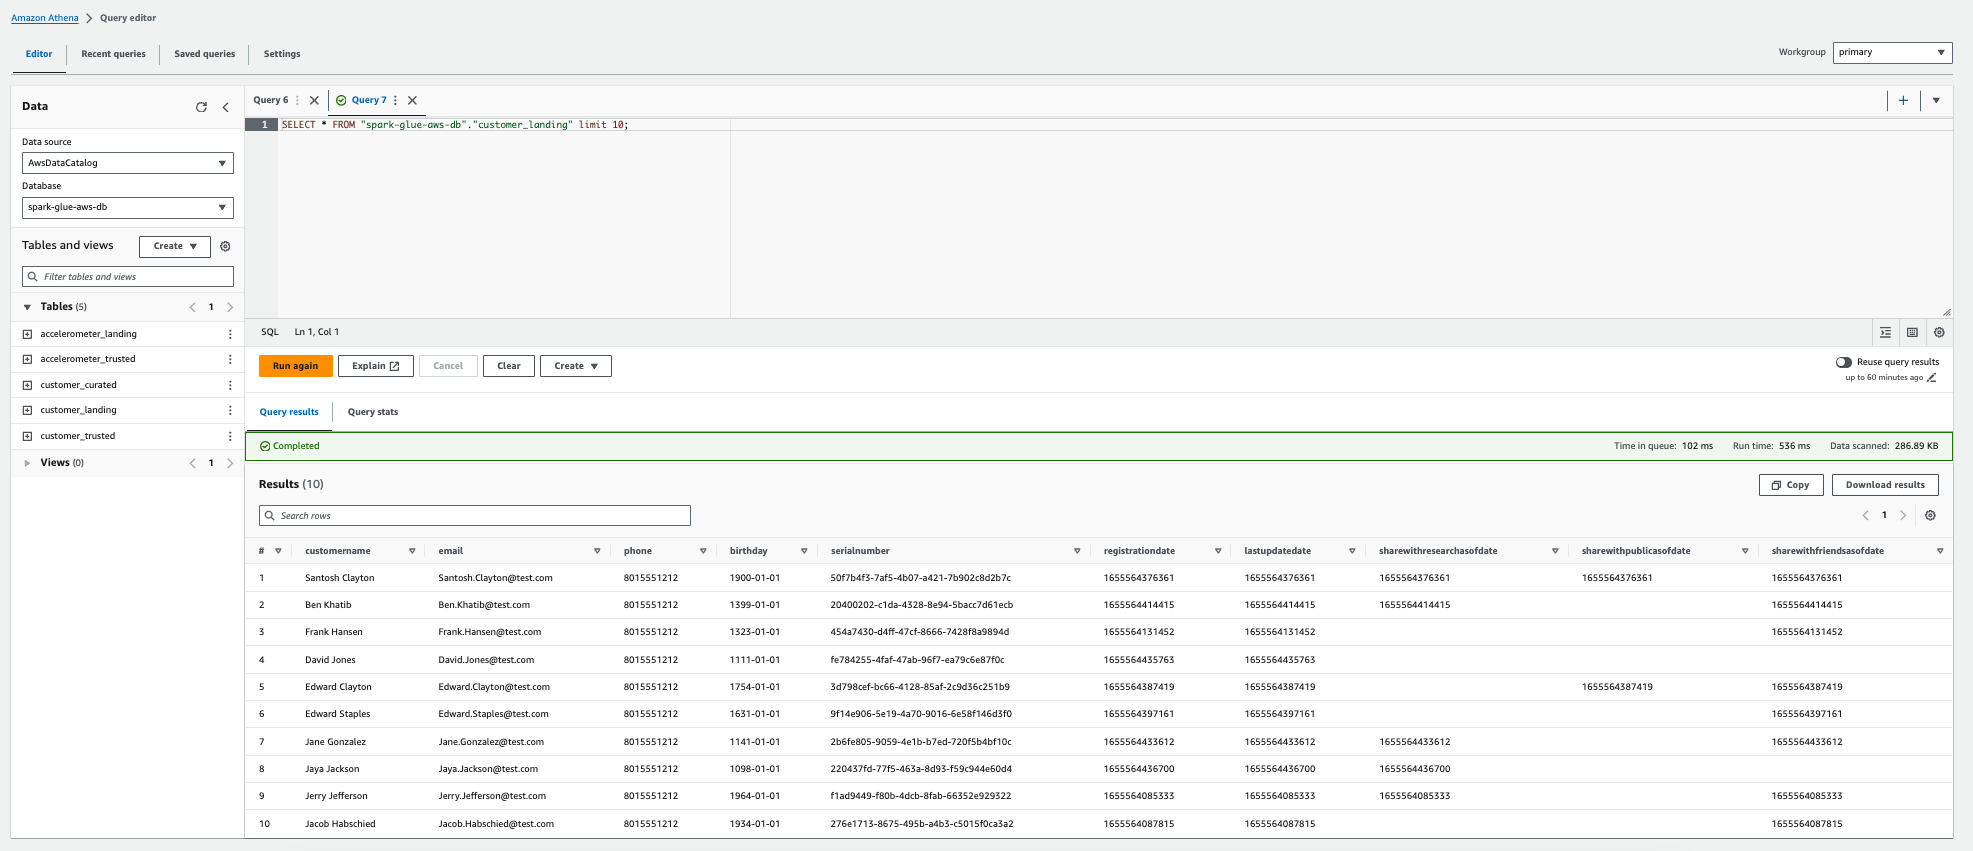 Amazon Athena > Query editor
Editor Recent queries Saved queries Settings
Workgroup primary
Data
Data source
AwsDataCatalog
Database
spark-glue-aws-db
Tables and views Create
Filter tables and views
Tables (5) 1
accelerometer_landing
accelerometer_trusted
customer_curated
customer_landing
customer_trusted
Views (0) 1
Query 6 Query 7
1 SELECT * FROM "spark-glue-aws-db"."customer_landing" limit 10;
SQL Ln 1, Col 1
Run again Explain Cancel Clear Create
Reuse query results
up to 60 minutes ago
Query results Query stats
Completed Time in queue: 102 ms Run time: 536 ms Data scanned: 286.89 KB
Results (10) Copy Download results
Search rows 1
# customername email phone birthday serialnumber registrationdate lastupdatedate sharewithresearchasofdate sharewithpublicasofdate sharewithfriendsasofdate
1 Santosh Clayton Santosh.Clayton@test.com 8015551212 1900-01-01 50f7b4f3-7af5-4b07-a421-7b902c8d2b7c 1655564376361 1655564376361 1655564376361 1655564376361 1655564376361
2 Ben Khatib Ben.Khatib@test.com 8015551212 1399-01-01 20400202-c1da-4328-8e94-5bacc7d61ecb 1655564414415 1655564414415 1655564414415 1655564414415
3 Frank Hansen Frank.Hansen@test.com 8015551212 1323-01-01 454a7430-d4ff-47cf-8666-7428f8a9894d 1655564131452 1655564131452 1655564131452
4 David Jones David.Jones@test.com 8015551212 1111-01-01 fe784255-4faf-47ab-96f7-ea79c6e87f0c 1655564435763 1655564435763
5 Edward Clayton Edward.Clayton@test.com 8015551212 1754-01-01 3d798cef-bc66-4128-85af-2c9d36c251b9 1655564387419 1655564387419 1655564387419 1655564387419
6 Edward Staples Edward.Staples@test.com 8015551212 1631-01-01 9f14e906-5e19-4a70-9016-6e58f146d3f0 1655564397161 1655564397161 1655564397161
7 Jane Gonzalez Jane.Gonzalez@test.com 8015551212 1141-01-01 2b6fe805-9059-4e1b-b7ed-720f5b4bf10c 1655564433612 1655564433612 1655564433612 1655564433612
8 Jaya Jackson Jaya.Jackson@test.com 8015551212 1098-01-01 220437fd-77f5-463a-8d93-f59c944e60d4 1655564436700 1655564436700 1655564436700
9 Jerry Jefferson Jerry.Jefferson@test.com 8015551212 1964-01-01 f1ad9449-f80b-4dcb-8fab-66352e929322 1655564085333 1655564085333 1655564085333 1655564085333
10 Jacob Habschied Jacob.Habschied@test.com 8015551212 1934-01-01 276e1713-8675-495b-a4b3-c5015f0ca3a2 1655564087815 1655564087815 1655564087815